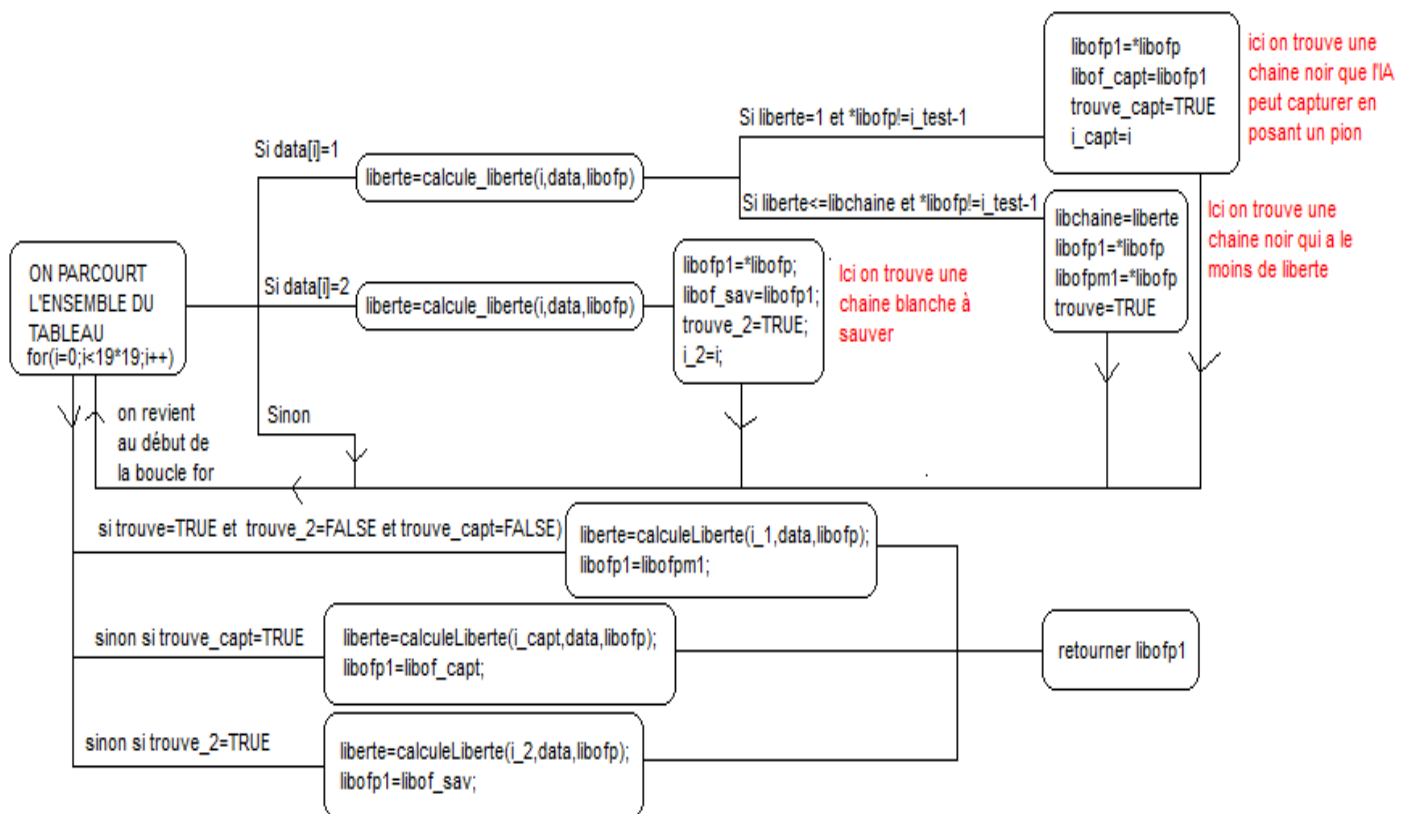 libofp1=*libofp
libof_capt=libofp1
trouve_capt=TRUE
i_capt=i
ici on trouve une
chaine noir que l'IA
peut capturer en
posant un pion
Si liberte=1 et *libofp!=i_test-1
Si data[i]=1
liberte=calcule_liberte(i,data,libofp)
Si liberte<=libchaine et *libofp!=i_test-1
libchaine=liberte
libofp1=*libofp
libofpm1=*libofp
trouve=TRUE
Ici on trouve une
chaine noir qui a le
moins de liberte
ON PARCOURT
L'ENSEMBLE DU
TABLEAU
for(i=0;i<19*19;i++)
Si data[i]=2
liberte=calcule_liberte(i,data,libofp)
libofp1=*libofp;
libof_sav=libofp1;
trouve_2=TRUE;
i_2=i;
Ici on trouve une
chaine blanche à
sauver
Sinon
on revient
au début de
la boucle for
si trouve=TRUE et trouve_2=FALSE et trouve_capt=FALSE)
liberte=calculeLiberte(i_1,data,libofp);
libofp1=libofpm1;
sinon si trouve_capt=TRUE
liberte=calculeLiberte(i_capt,data,libofp);
libofp1=libof_capt;
retourner libofp1
sinon si trouve_2=TRUE
liberte=calculeLiberte(i_2,data,libofp);
libofp1=libof_sav;